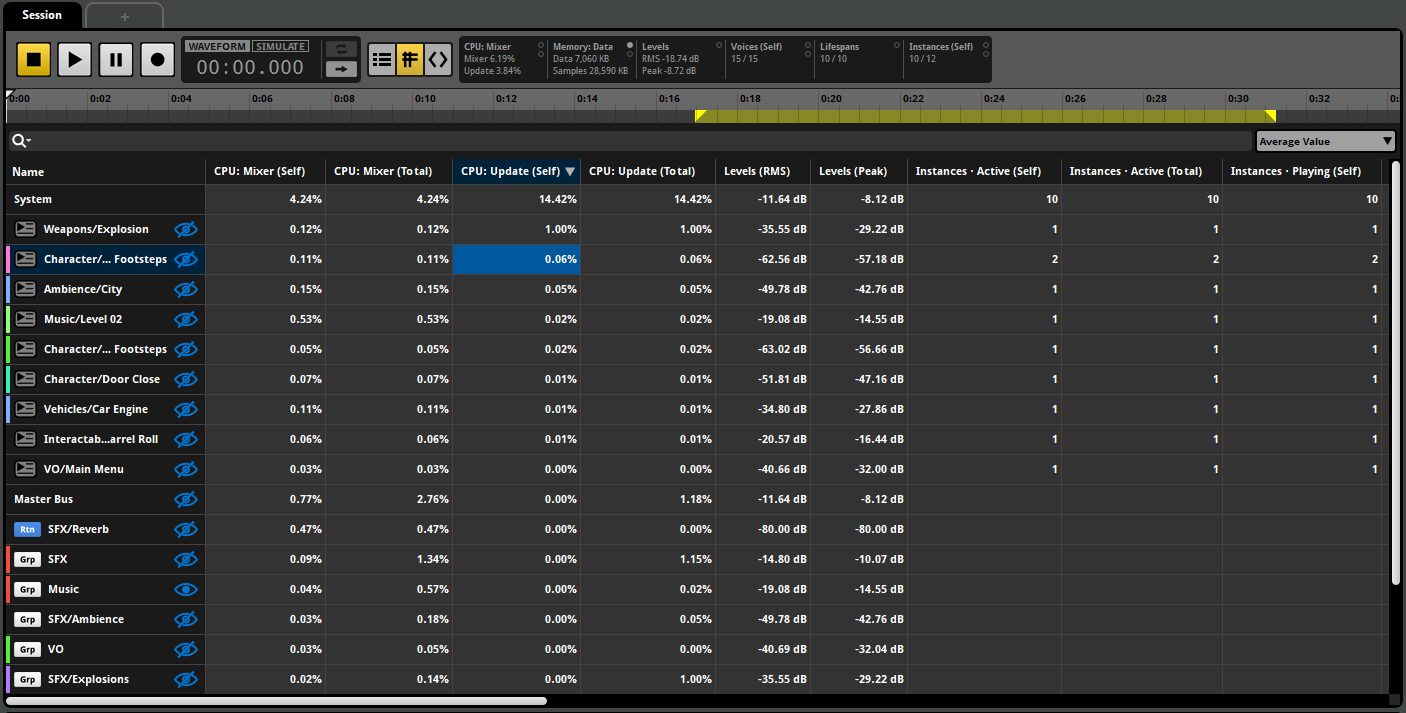 Session +
WAVEFORM SIMULATE
00:00.000
CPU: Mixer
Mixer 6.19%
Update 3.84%
Memory: Data
Data 7,060 KB
Samples 28,590 KB
Levels
RMS -18.74 dB
Peak -8.72 dB
Voices (Self)
15 / 15
Lifespans
10 / 10
Instances (Self)
10 / 12
0:00 0:02 0:04 0:06 0:08 0:10 0:12 0:14 0:16 0:18 0:20 0:22 0:24 0:26 0:28 0:30 0:32 0:
Average Value
Name CPU: Mixer (Self) CPU: Mixer (Total) CPU: Update (Self) CPU: Update (Total) Levels (RMS) Levels (Peak) Instances · Active (Self) Instances · Active (Total) Instances · Playing (Self)
System 4.24% 4.24% 14.42% 14.42% -11.64 dB -8.12 dB 10 10 10
Weapons/Explosion 0.12% 0.12% 1.00% 1.00% -35.55 dB -29.22 dB 1 1 1
Character/... Footsteps 0.11% 0.11% 0.06% 0.06% -62.56 dB -57.18 dB 2 2 2
Ambience/City 0.15% 0.15% 0.05% 0.05% -49.78 dB -42.76 dB 1 1 1
Music/Level 02 0.53% 0.53% 0.02% 0.02% -19.08 dB -14.55 dB 1 1 1
Character/... Footsteps 0.05% 0.05% 0.02% 0.02% -63.02 dB -56.66 dB 1 1 1
Character/Door Close 0.07% 0.07% 0.01% 0.01% -51.81 dB -47.16 dB 1 1 1
Vehicles/Car Engine 0.11% 0.11% 0.01% 0.01% -34.80 dB -27.86 dB 1 1 1
Interactab...arrel Roll 0.06% 0.06% 0.01% 0.01% -20.57 dB -16.44 dB 1 1 1
VO/Main Menu 0.03% 0.03% 0.00% 0.00% -40.66 dB -32.00 dB 1 1 1
Master Bus 0.77% 2.76% 0.00% 1.18% -11.64 dB -8.12 dB
Rtn SFX/Reverb 0.47% 0.47% 0.00% 0.00% -80.00 dB -80.00 dB
Grp SFX 0.09% 1.34% 0.00% 1.15% -14.80 dB -10.07 dB
Grp Music 0.04% 0.57% 0.00% 0.02% -19.08 dB -14.55 dB
Grp SFX/Ambience 0.03% 0.18% 0.00% 0.05% -49.78 dB -42.76 dB
Grp VO 0.03% 0.05% 0.00% 0.00% -40.69 dB -32.04 dB
Grp SFX/Explosions 0.02% 0.14% 0.00% 1.00% -35.55 dB -29.22 dB